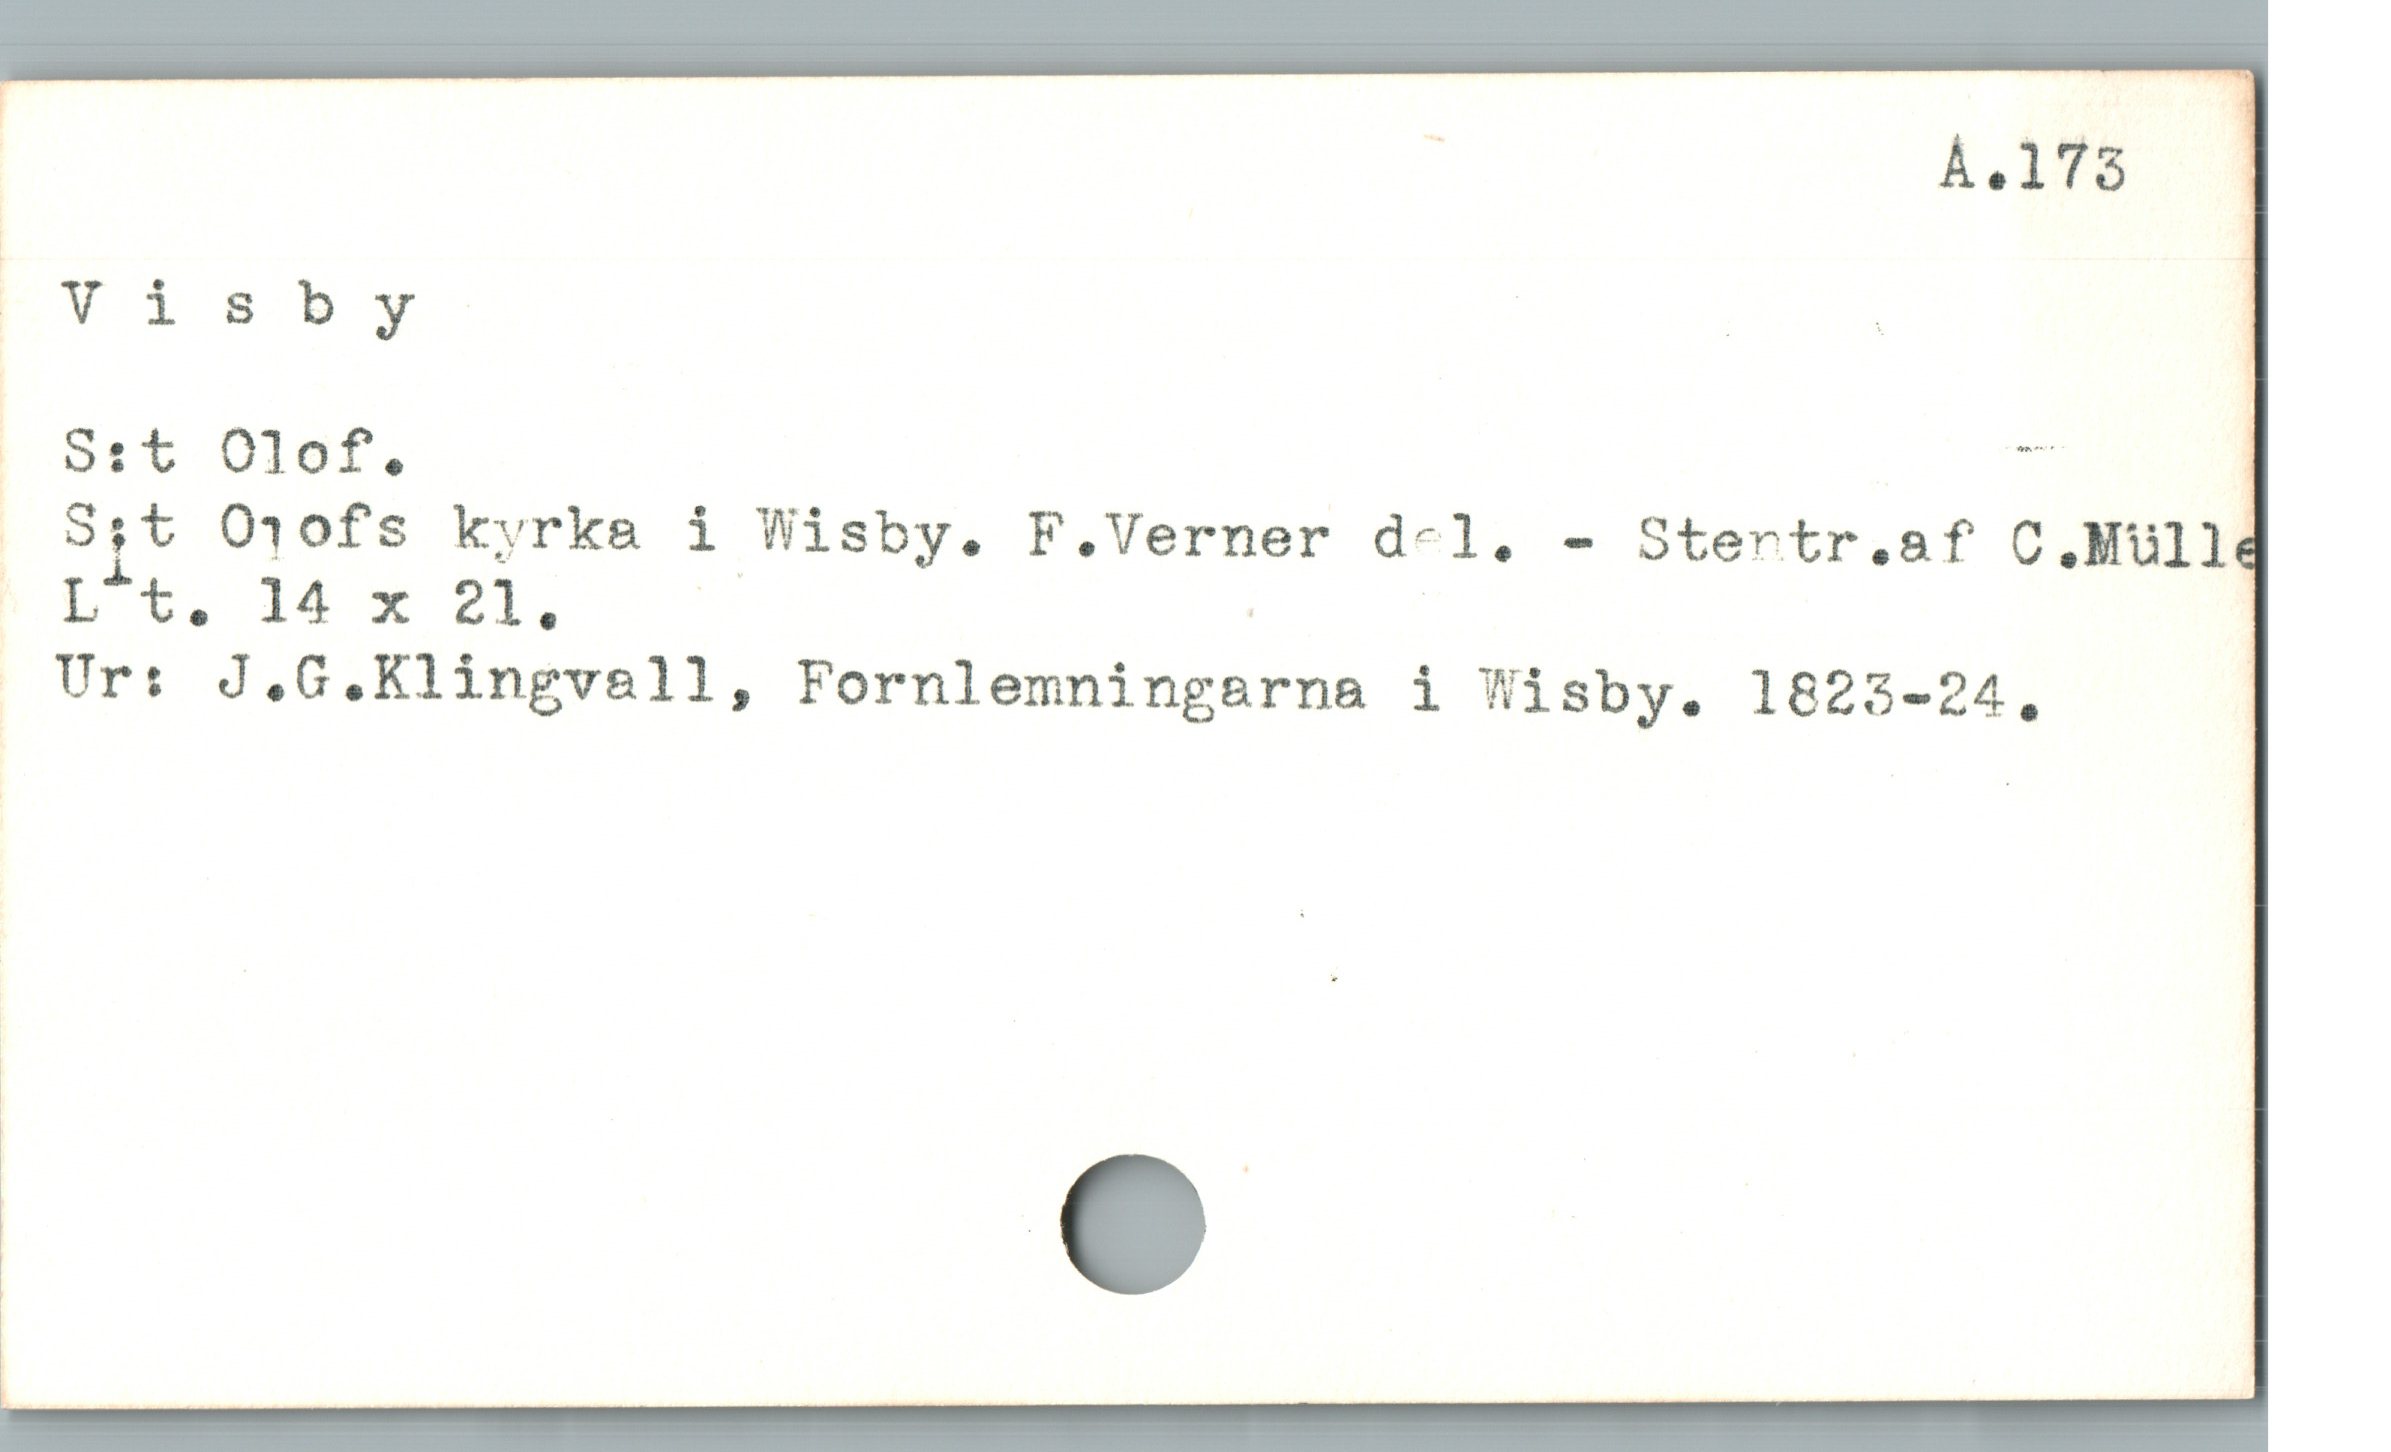 A.173
V i s b y
S:t Olof.
S:t Olofs kyrka i Wisby. F.Verner del. - Stentr.af C.Mülle
Lit. 14 x 21.
Ur: J.G.Klingvall, Fornlemningarna i Wisby. 1823-24.